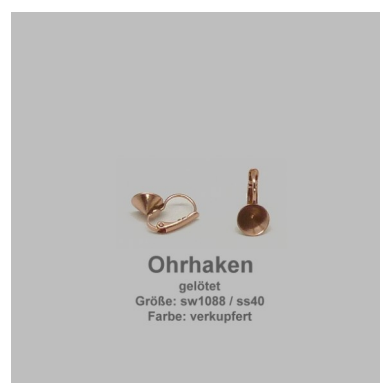 Ohrhaken
gelötet
Größe: sw1088 / ss40
Farbe: verkupfert